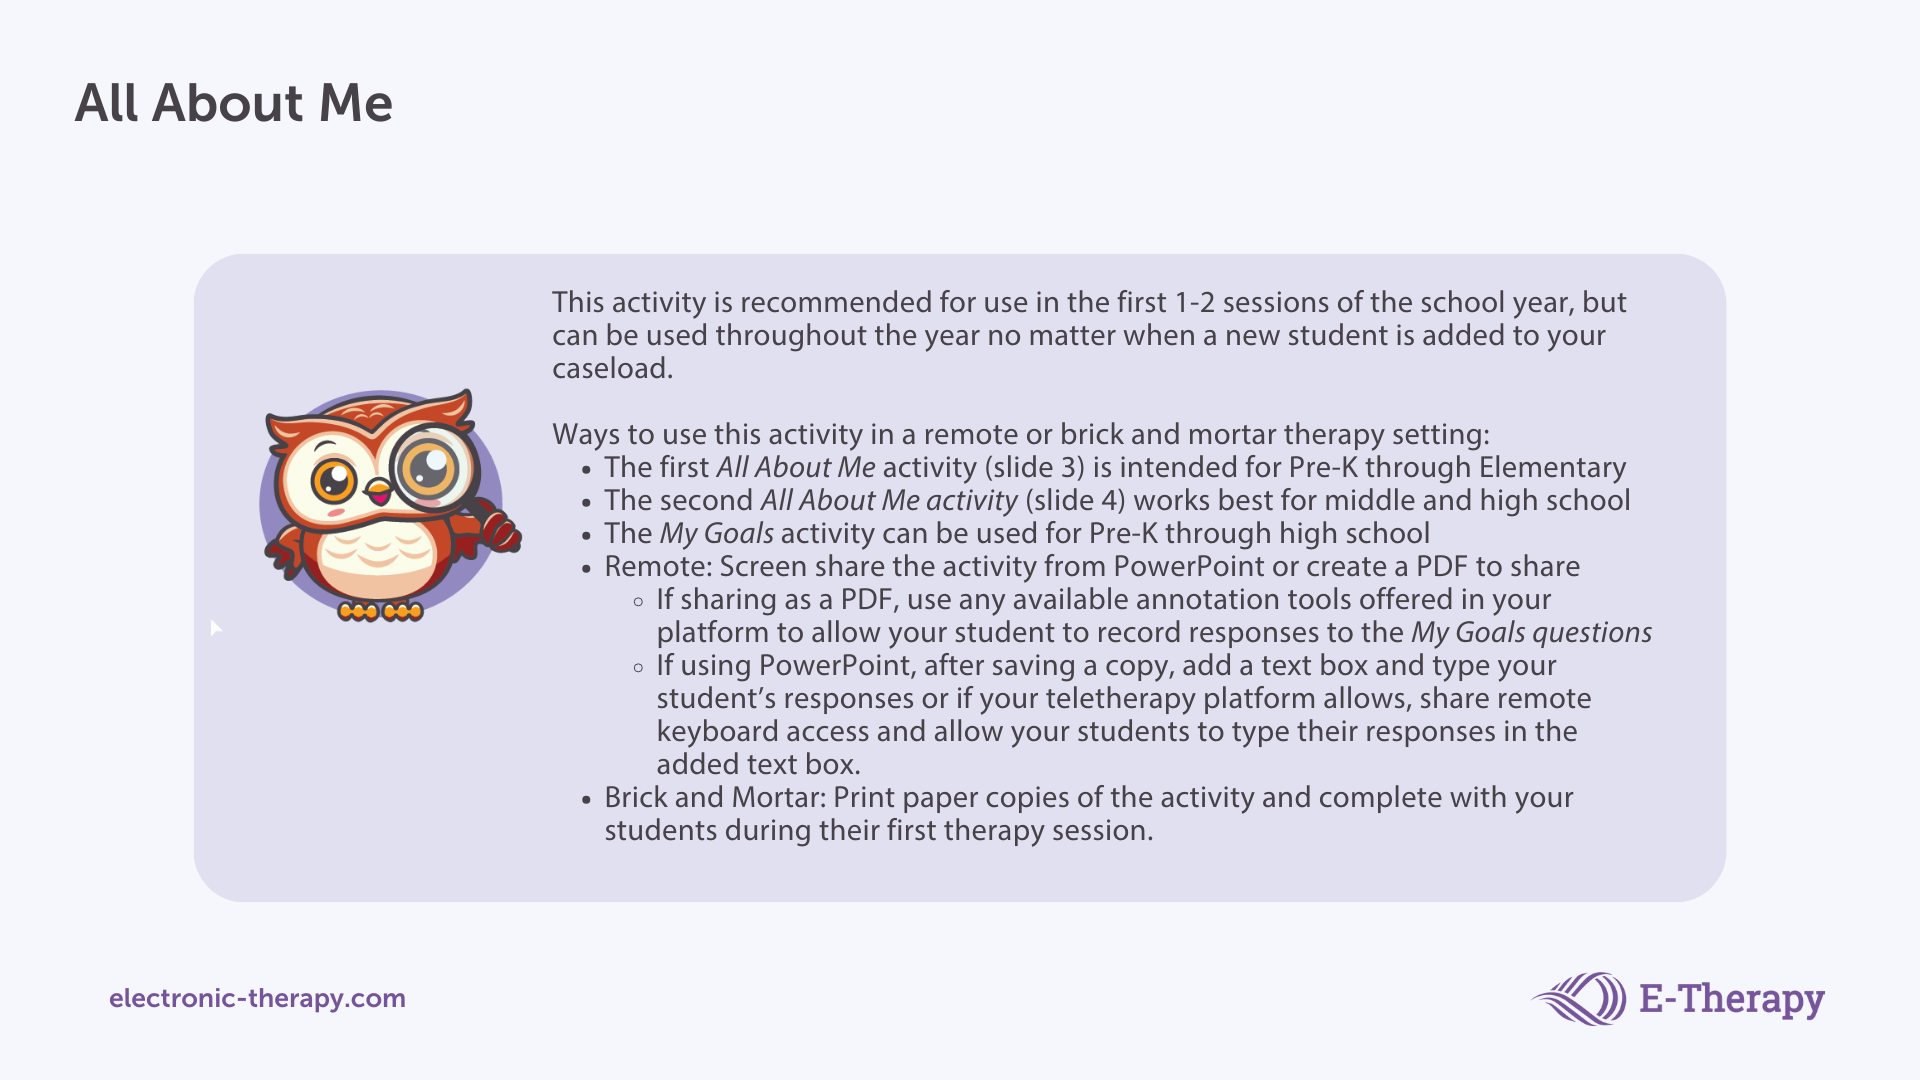 All About Me
This activity is recommended for use in the first 1-2 sessions of the school year, but
can be used throughout the year no matter when a new student is added to your
caseload.
Ways to use this activity in a remote or brick and mortar therapy setting:
• The first All About Me activity (slide 3) is intended for Pre-K through Elementary
• The second All About Me activity (slide 4) works best for middle and high school
• The My Goals activity can be used for Pre-K through high school
• Remote: Screen share the activity from PowerPoint or create a PDF to share
◦ If sharing as a PDF, use any available annotation tools offered in your
platform to allow your student to record responses to the My Goals questions
◦ If using PowerPoint, after saving a copy, add a text box and type your
student’s responses or if your teletherapy platform allows, share remote
keyboard access and allow your students to type their responses in the
added text box.
• Brick and Mortar: Print paper copies of the activity and complete with your
students during their first therapy session.
electronic-therapy.com
E-Therapy